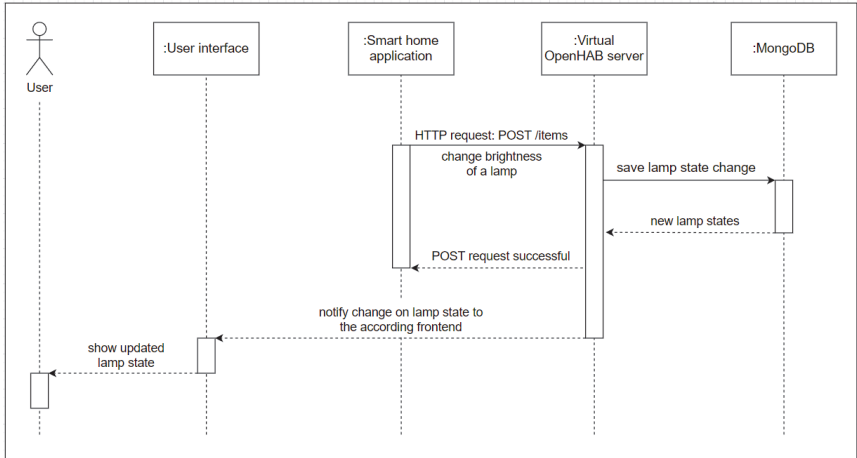 User
:User interface
:Smart home
application
:Virtual
OpenHAB server
:MongoDB
HTTP request: POST /items
change brightness
of a lamp
save lamp state change
new lamp states
POST request successful
notify change on lamp state to
the according frontend
show updated
lamp state